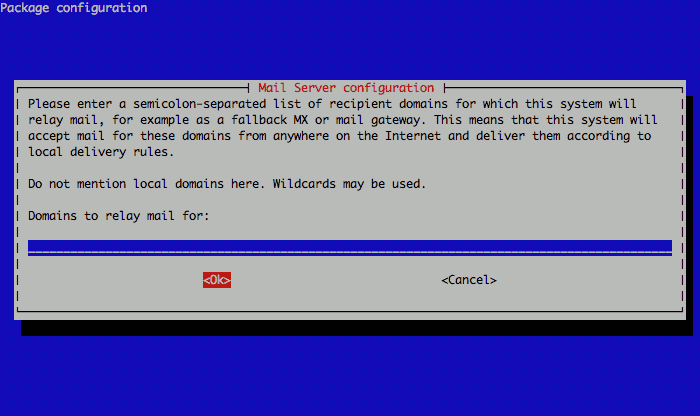 Package configuration
Mail Server configuration
Please enter a semicolon-separated list of recipient domains for which this system will
relay mail, for example as a fallback MX or mail gateway. This means that this system will
accept mail for these domains from anywhere on the Internet and deliver them according to
local delivery rules.
Do not mention local domains here. Wildcards may be used.
Domains to relay mail for:
<Ok> <Cancel>